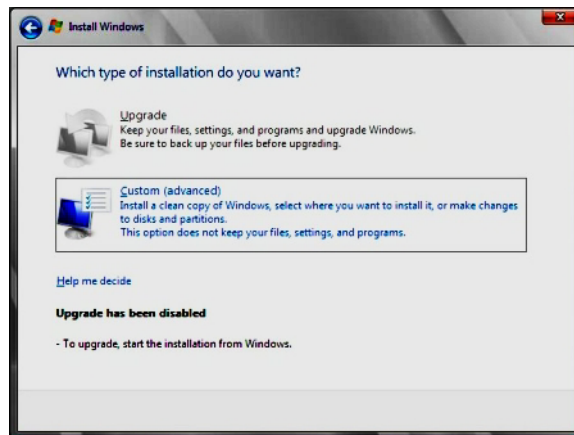 Install Windows
Which type of installation do you want?
Upgrade
Keep your files, settings, and programs and upgrade Windows.
Be sure to back up your files before upgrading.
Custom (advanced)
Install a clean copy of Windows, select where you want to install it, or make changes
to disks and partitions.
This option does not keep your files, settings, and programs.
Help me decide
Upgrade has been disabled
- To upgrade, start the installation from Windows.